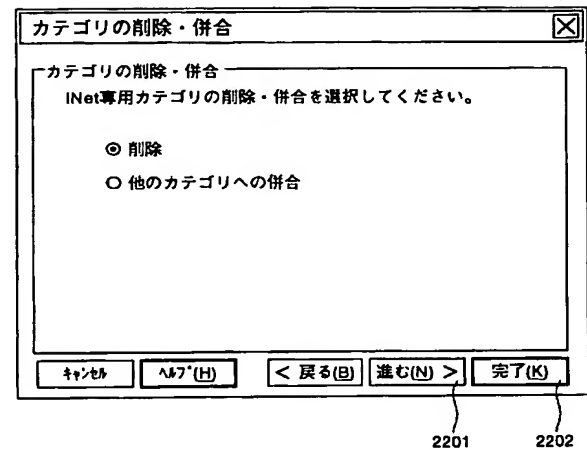 カテゴリの削除・併合
カテゴリの削除・併合
INet専用カテゴリの削除・併合を選択してください。
削除
他のカテゴリへの併合
ｷｬﾝｾﾙ ﾍﾙﾌﾟ(H) < 戻る(B) 進む(N) > 完了(K)
2201 2202